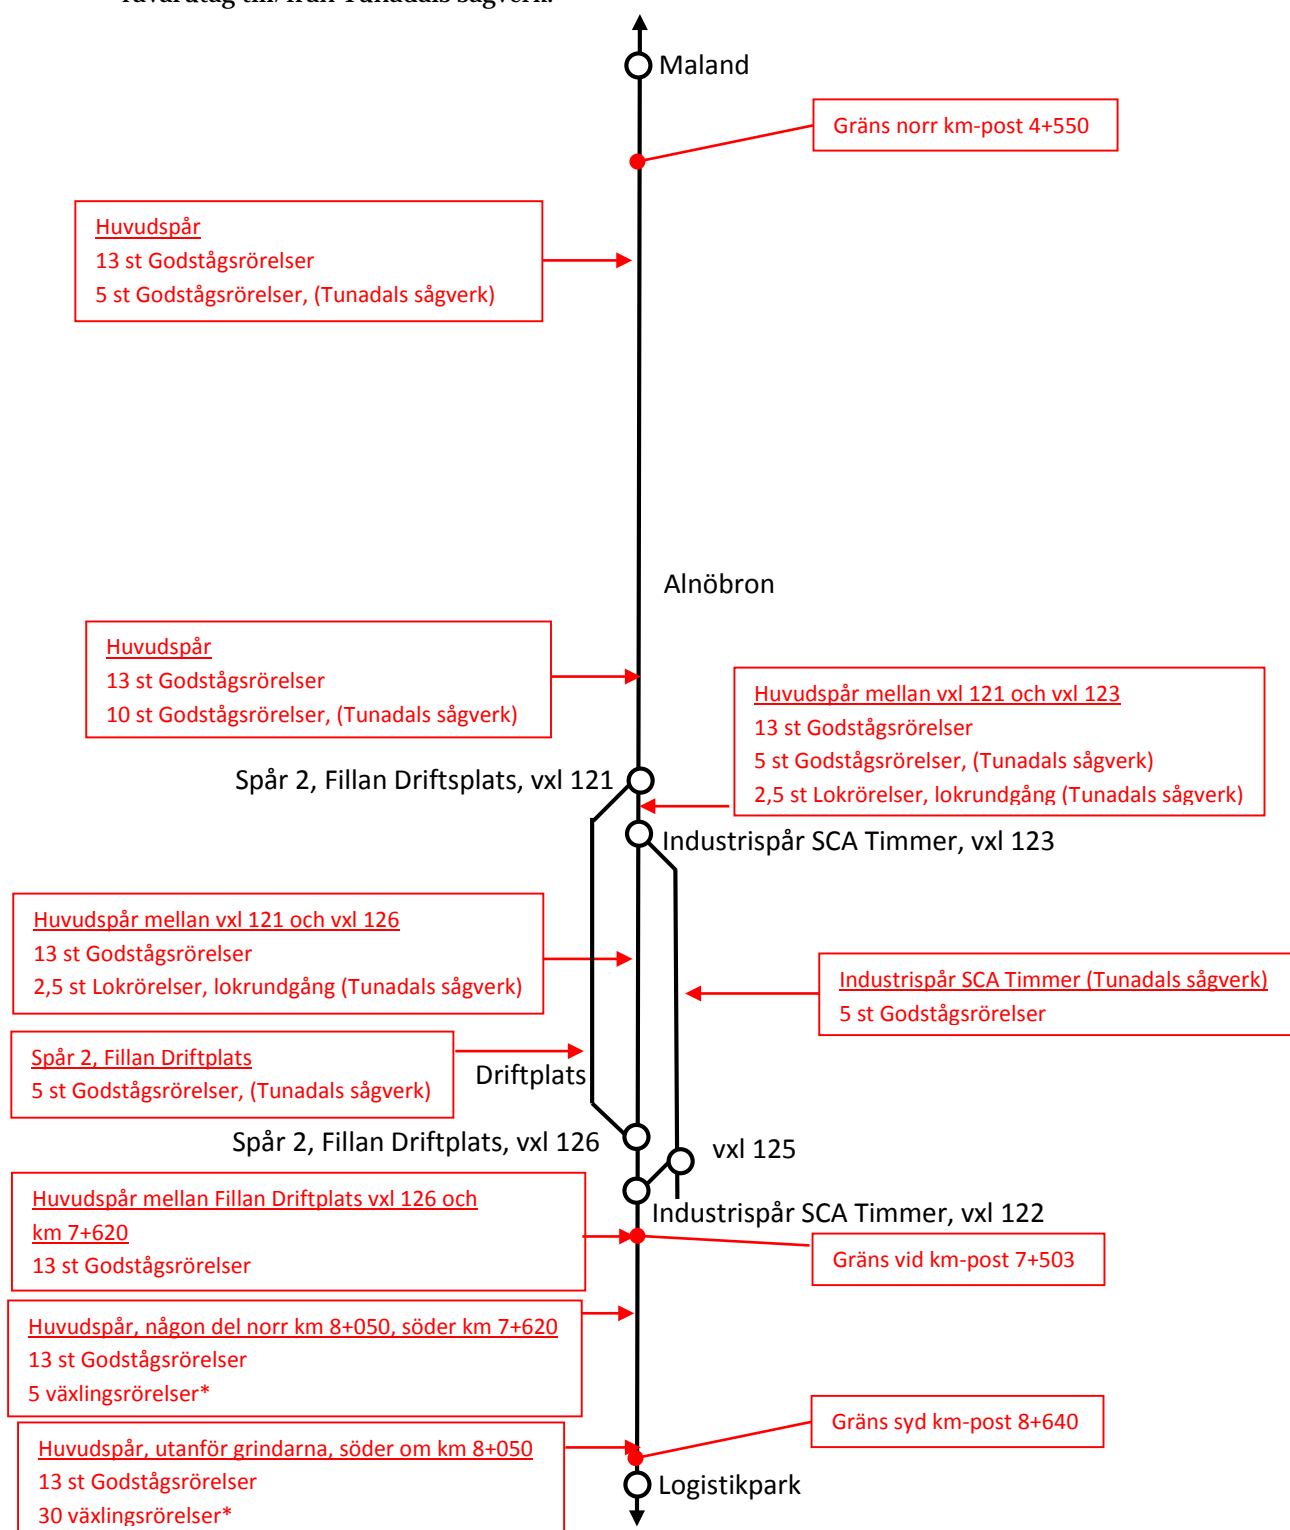 råvarutåg till/från Tunadals sågverk.
Maland
Gräns norr km-post 4+550
Huvudspår
13 st Godstågsrörelser
5 st Godstågsrörelser, (Tunadals sågverk)
Alnöbron
Huvudspår
13 st Godstågsrörelser
10 st Godstågsrörelser, (Tunadals sågverk)
Huvudspår mellan vxl 121 och vxl 123
13 st Godstågsrörelser
5 st Godstågsrörelser, (Tunadals sågverk)
2,5 st Lokrörelser, lokrundgång (Tunadals sågverk)
Spår 2, Fillan Driftsplats, vxl 121
Industrispår SCA Timmer, vxl 123
Huvudspår mellan vxl 121 och vxl 126
13 st Godstågsrörelser
2,5 st Lokrörelser, lokrundgång (Tunadals sågverk)
Industrispår SCA Timmer (Tunadals sågverk)
5 st Godstågsrörelser
Spår 2, Fillan Driftplats
5 st Godstågsrörelser, (Tunadals sågverk)
Driftplats
Spår 2, Fillan Driftplats, vxl 126
vxl 125
Huvudspår mellan Fillan Driftplats vxl 126 och
km 7+620
13 st Godstågsrörelser
Industrispår SCA Timmer, vxl 122
Gräns vid km-post 7+503
Huvudspår, någon del norr km 8+050, söder km 7+620
13 st Godstågsrörelser
5 växlingsrörelser*
Gräns syd km-post 8+640
Huvudspår, utanför grindarna, söder om km 8+050
13 st Godstågsrörelser
30 växlingsrörelser*
Logistikpark